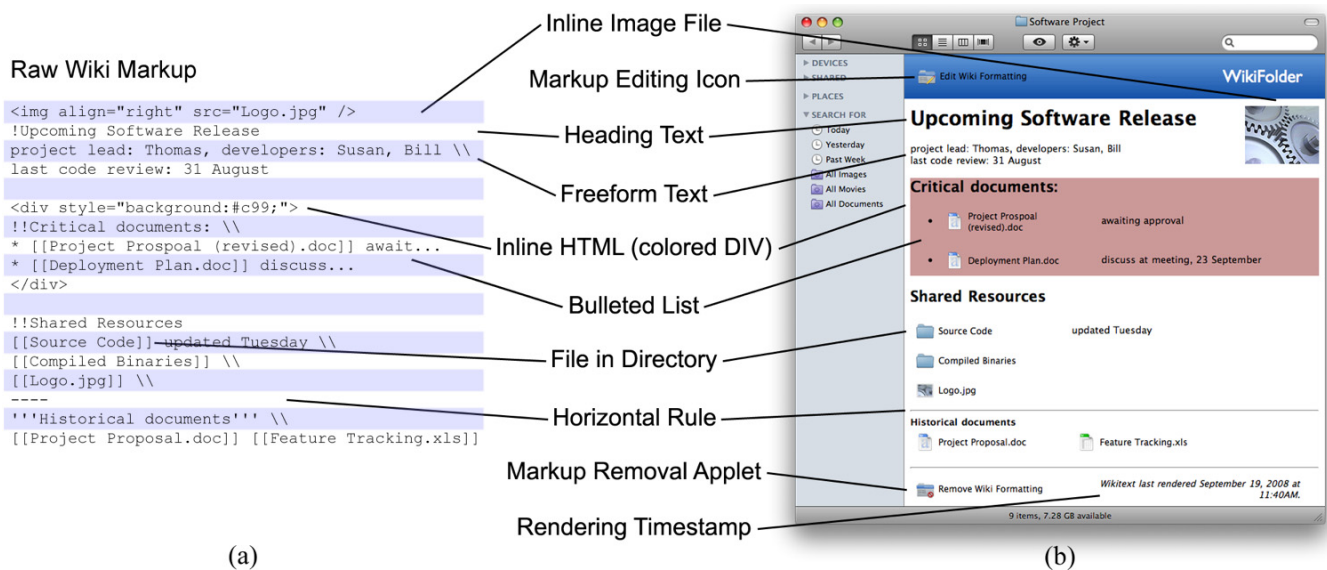 Raw Wiki Markup
<img align="right" src="Logo.jpg" />
!Upcoming Software Release
project lead: Thomas, developers: Susan, Bill \\
last code review: 31 August
<div style="background:#c99;">
!!Critical documents: \\
* [[Project Prospoal (revised).doc]] await...
* [[Deployment Plan.doc]] discuss...
</div>
!!Shared Resources
[[Source Code]] updated Tuesday \\
[[Compiled Binaries]] \\
[[Logo.jpg]] \\
----
'''Historical documents''' \\
[[Project Proposal.doc]] [[Feature Tracking.xls]]
(a)
Inline Image File
Markup Editing Icon
Heading Text
Freeform Text
Inline HTML (colored DIV)
Bulleted List
File in Directory
Horizontal Rule
Markup Removal Applet
Rendering Timestamp
Software Project
DEVICES
SHARED
PLACES
SEARCH FOR
Today
Yesterday
Past Week
All Images
All Movies
All Documents
Edit Wiki Formatting
WikiFolder
Upcoming Software Release
project lead: Thomas, developers: Susan, Bill
last code review: 31 August
Critical documents:
• Project Prospoal
(revised).doc
awaiting approval
• Deployment Plan.doc
discuss at meeting, 23 September
Shared Resources
Source Code
updated Tuesday
Compiled Binaries
Logo.jpg
Historical documents
Project Proposal.doc
Feature Tracking.xls
Remove Wiki Formatting
Wikitext last rendered September 19, 2008 at
11:40AM.
9 items, 7.28 GB available
(b)